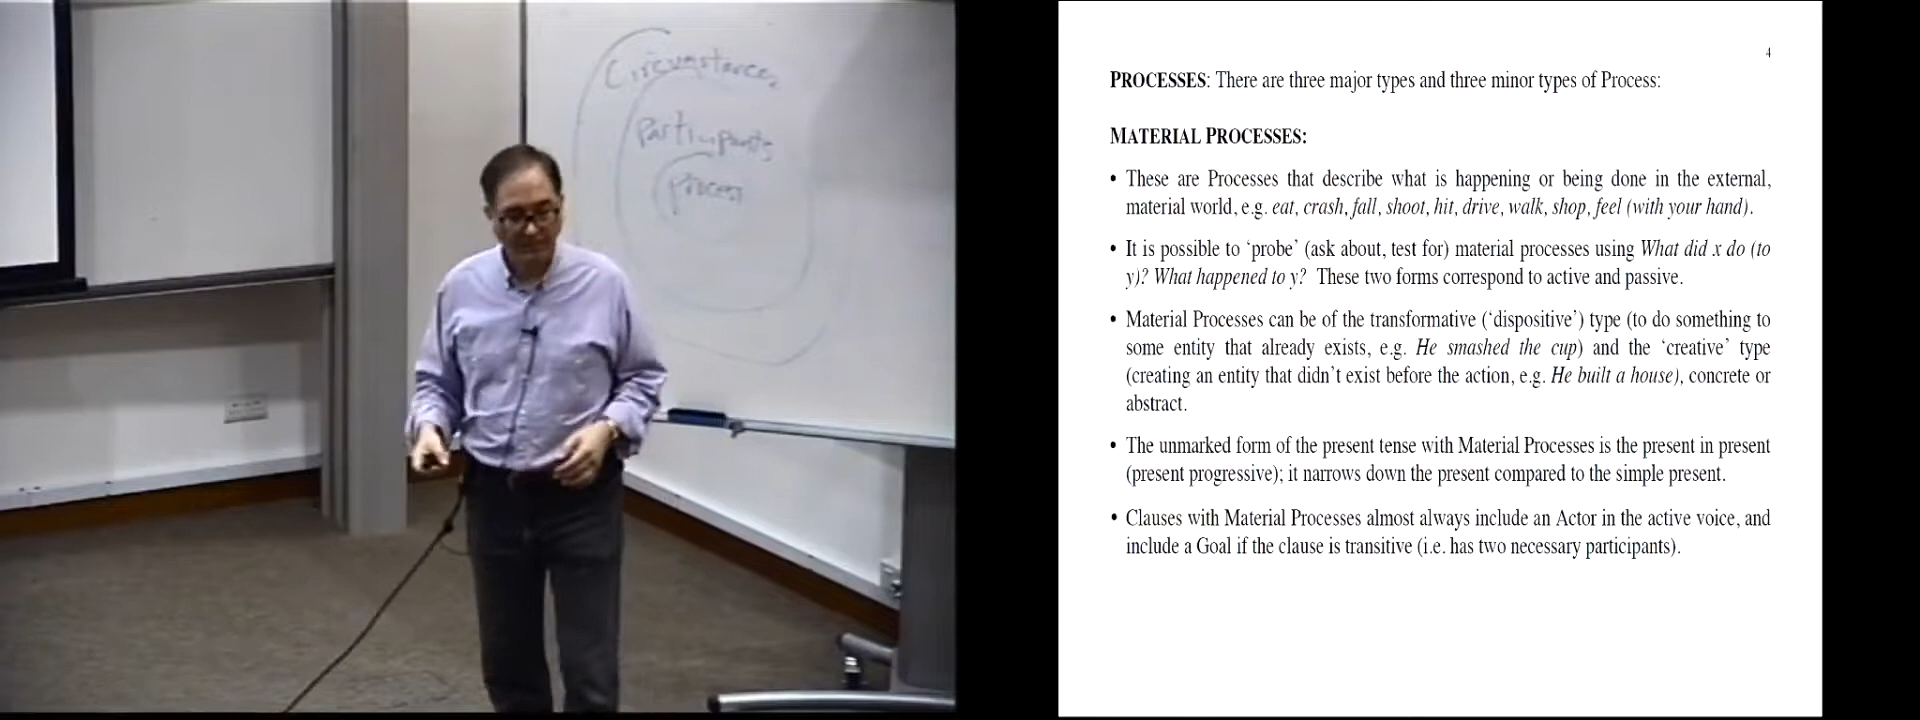 Circumstances
Participants
Process
4
PROCESSES: There are three major types and three minor types of Process:
MATERIAL PROCESSES:
• These are Processes that describe what is happening or being done in the external,
material world, e.g. eat, crash, fall, shoot, hit, drive, walk, shop, feel (with your hand).
• It is possible to ‘probe’ (ask about, test for) material processes using What did x do (to
y)? What happened to y? These two forms correspond to active and passive.
• Material Processes can be of the transformative (‘dispositive’) type (to do something to
some entity that already exists, e.g. He smashed the cup) and the ‘creative’ type
(creating an entity that didn’t exist before the action, e.g. He built a house), concrete or
abstract.
• The unmarked form of the present tense with Material Processes is the present in present
(present progressive); it narrows down the present compared to the simple present.
• Clauses with Material Processes almost always include an Actor in the active voice, and
include a Goal if the clause is transitive (i.e. has two necessary participants).